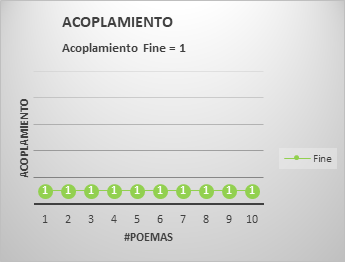 ACOPLAMIENTO
Acoplamiento Fine = 1
ACOPLAMIENTO
1 1 1 1 1 1 1 1 1 1
1 2 3 4 5 6 7 8 9 10
#POEMAS
Fine